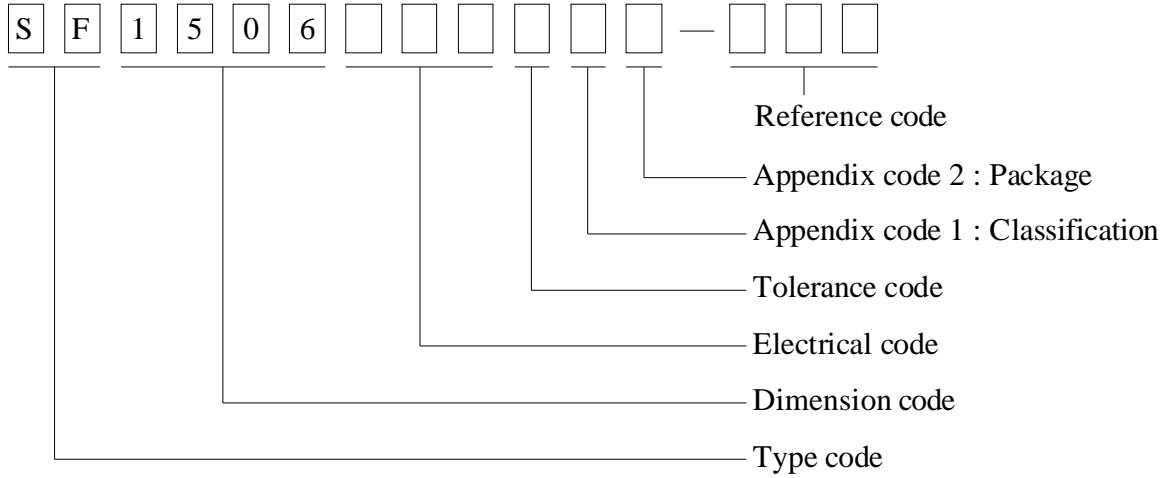 S F 1 5 0 6 —
Reference code
Appendix code 2 : Package
Appendix code 1 : Classification
Tolerance code
Electrical code
Dimension code
Type code